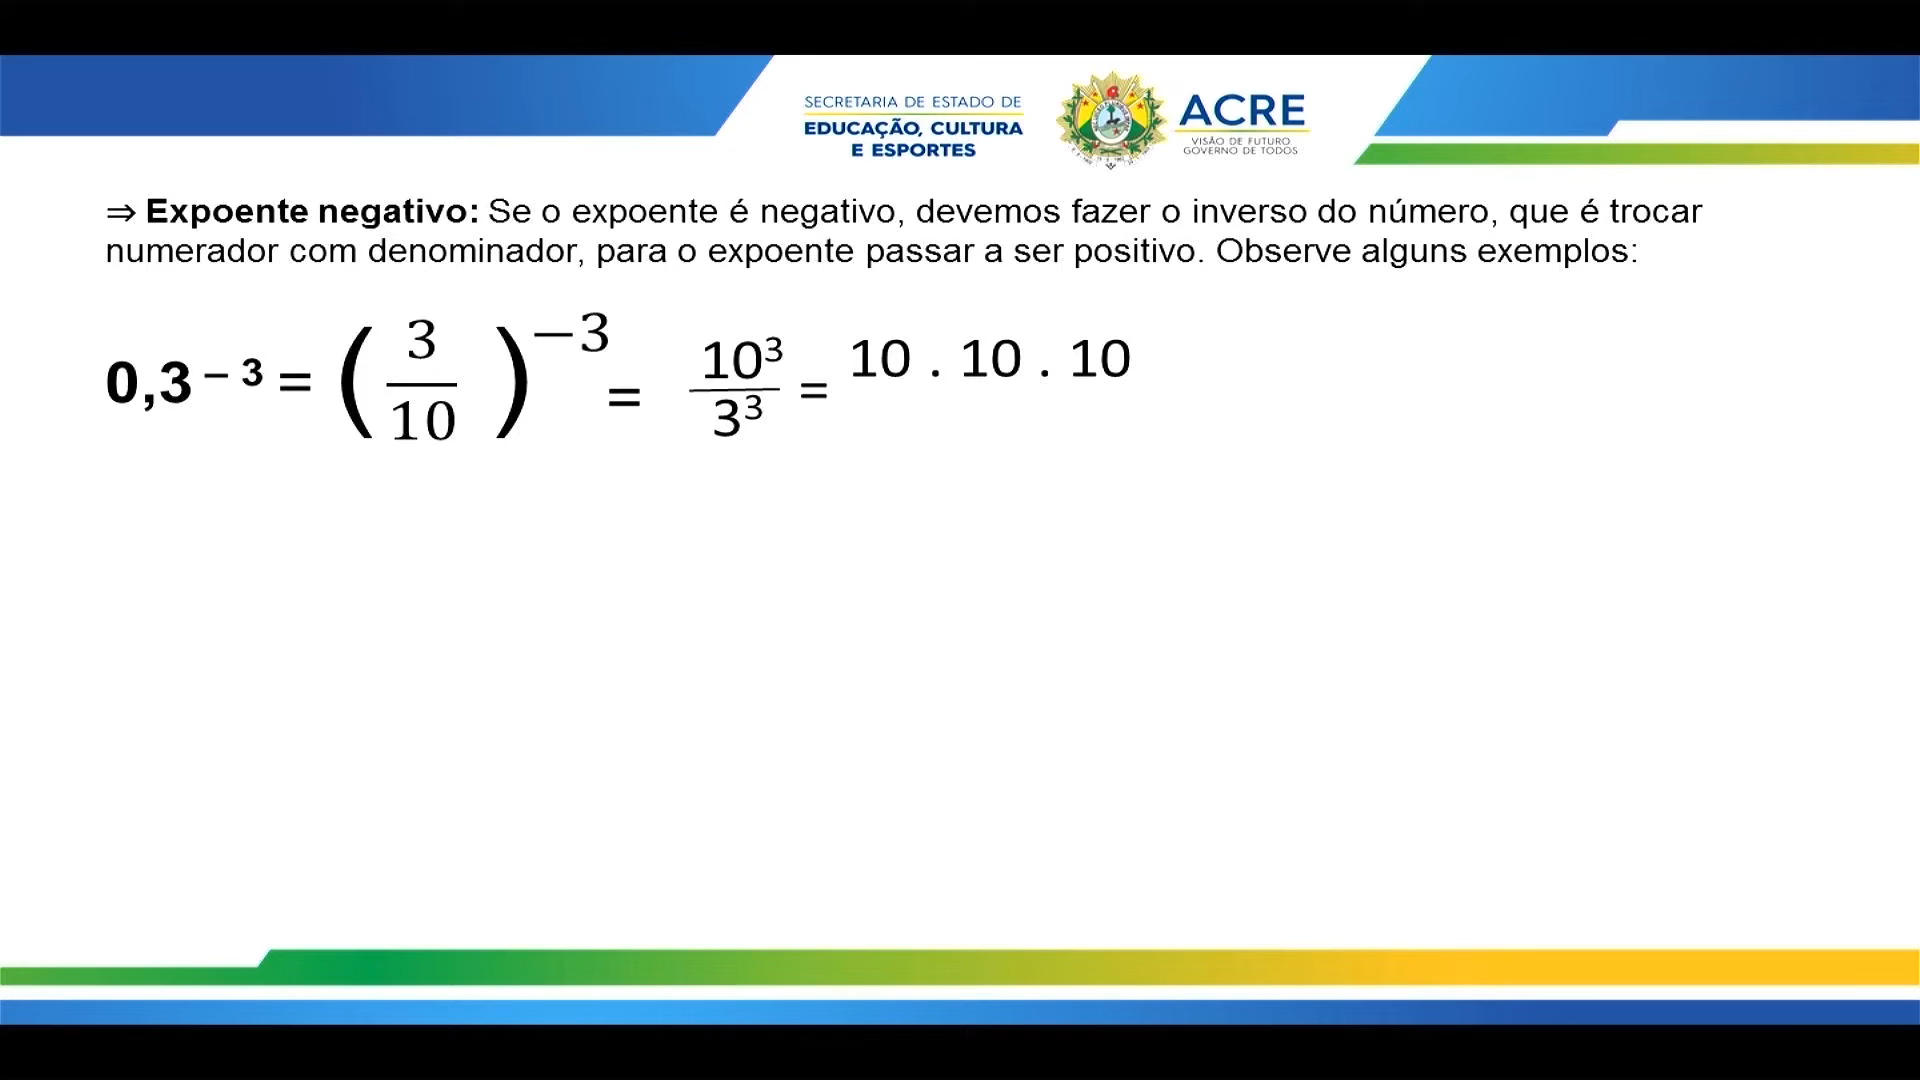 SECRETARIA DE ESTADO DE
EDUCAÇÃO, CULTURA
E ESPORTES
ACRE
VISÃO DE FUTURO
GOVERNO DE TODOS
⇒ Expoente negativo: Se o expoente é negativo, devemos fazer o inverso do número, que é trocar
numerador com denominador, para o expoente passar a ser positivo. Observe alguns exemplos:
0,3⁻³ = (3/10)⁻³ = 10³/3³ = 10 . 10 . 10